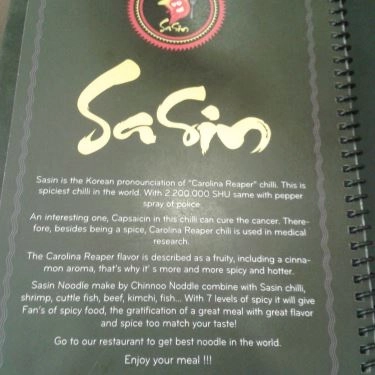 SaSin
SaSin
Sasin is the Korean pronounciation of "Carolina Reaper" chilli. This is
spiciest chilli in the world. With 2.200.000 SHU same with pepper
spray of police.
An interesting one, Capsaicin in this chilli can cure the cancer. There-
fore, besides being a spice, Carolina Reaper chili is used in medical
research.
The Carolina Reaper flavor is described as a fruity, including a cinna-
mon aroma, that's why it' s more and more spicy and hotter.
Sasin Noodle make by Chinnoo Noddle combine with Sasin chilli,
shrimp, cuttle fish, beef, kimchi, fish... With 7 levels of spicy it will give
Fan's of spicy food, the gratification of a great meal with great flavor
and spice too match your taste!
Go to our restaurant to get best noodle in the world.
Enjoy your meal !!!